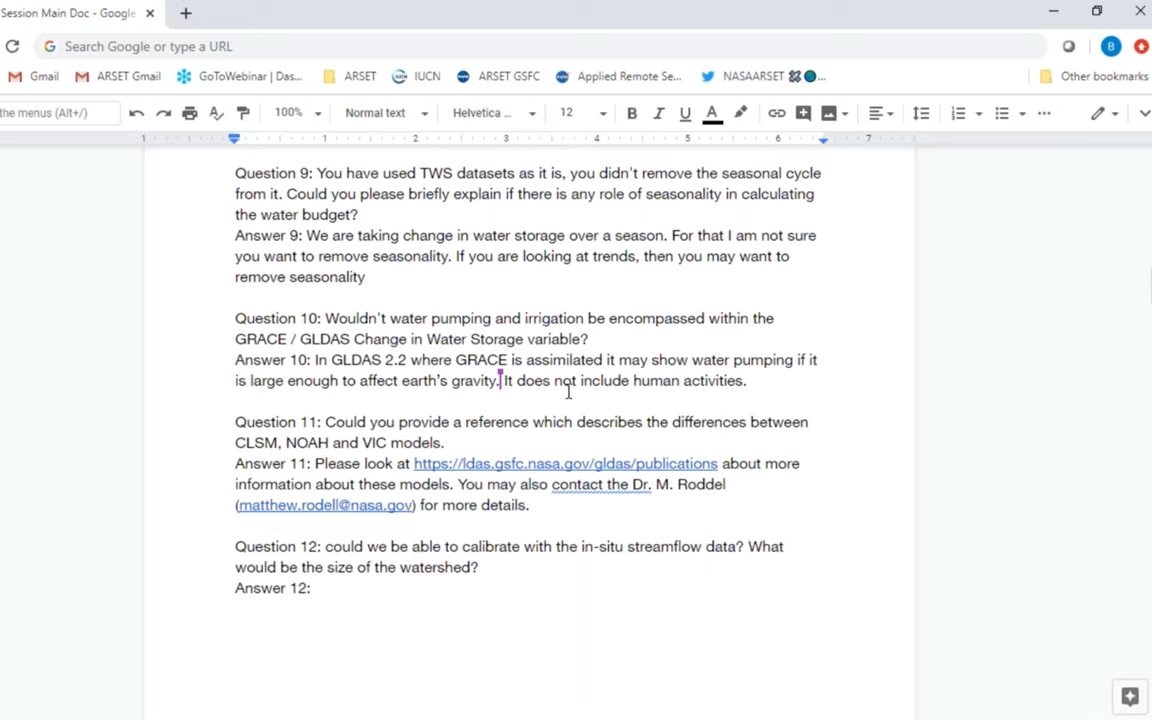 Session Main Doc - Google
Search Google or type a URL
Gmail
ARSET Gmail
GoToWebinar | Das...
ARSET
IUCN
ARSET GSFC
Applied Remote Se...
NASAARSET
Other bookmarks
the menus (Alt+/)
100%
Normal text
Helvetica ...
12
B
I
U
A
1 1 2 3 4 5 6 7
Question 9: You have used TWS datasets as it is, you didn't remove the seasonal cycle
from it. Could you please briefly explain if there is any role of seasonality in calculating
the water budget?
Answer 9: We are taking change in water storage over a season. For that I am not sure
you want to remove seasonality. If you are looking at trends, then you may want to
remove seasonality
Question 10: Wouldn't water pumping and irrigation be encompassed within the
GRACE / GLDAS Change in Water Storage variable?
Answer 10: In GLDAS 2.2 where GRACE is assimilated it may show water pumping if it
is large enough to affect earth's gravity. It does not include human activities.
Question 11: Could you provide a reference which describes the differences between
CLSM, NOAH and VIC models.
Answer 11: Please look at https://ldas.gsfc.nasa.gov/gldas/publications about more
information about these models. You may also contact the Dr. M. Roddel
(matthew.rodell@nasa.gov) for more details.
Question 12: could we be able to calibrate with the in-situ streamflow data? What
would be the size of the watershed?
Answer 12: